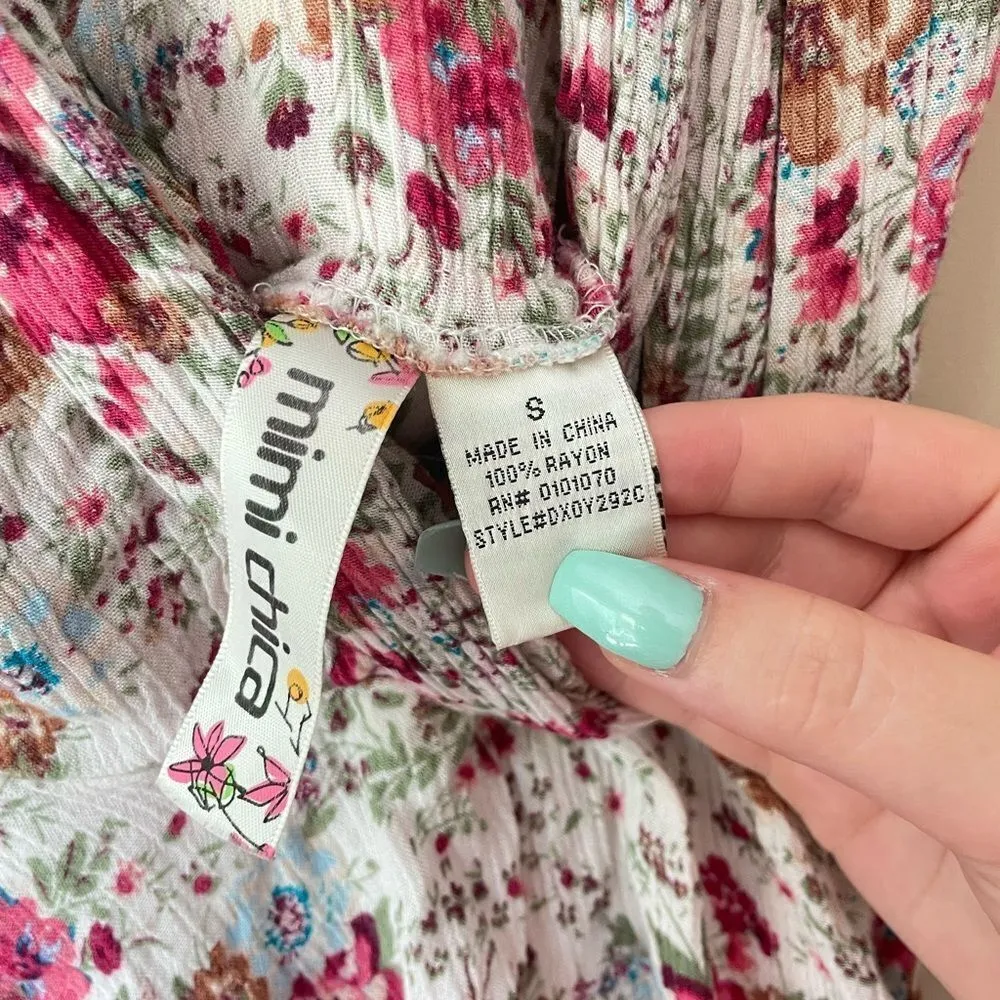 mimi chica
S
MADE IN CHINA
100% RAYON
RN# 0101070
STYLE#DX0Y292C